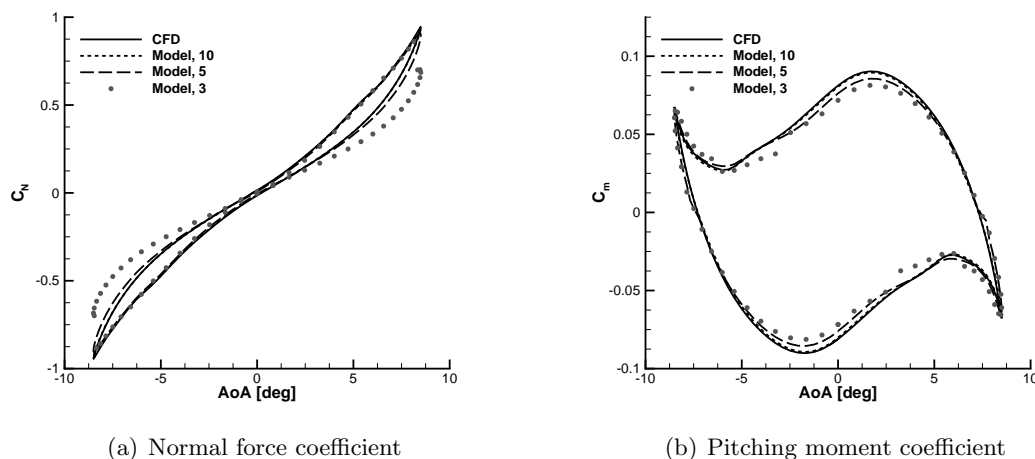 CFD
Model, 10
Model, 5
Model, 3
1
0.5
0
-0.5
-1
C_N
-10
-5
0
5
10
AoA [deg]
(a) Normal force coefficient
CFD
Model, 10
Model, 5
Model, 3
0.1
0.05
0
-0.05
-0.1
C_m
-10
-5
0
5
10
AoA [deg]
(b) Pitching moment coefficient